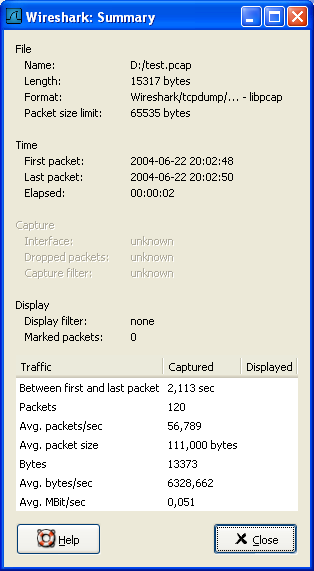 Wireshark: Summary
File
Name: D:/test.pcap
Length: 15317 bytes
Format: Wireshark/tcpdump/... - libpcap
Packet size limit: 65535 bytes
Time
First packet: 2004-06-22 20:02:48
Last packet: 2004-06-22 20:02:50
Elapsed: 00:00:02
Capture
Interface: unknown
Dropped packets: unknown
Capture filter: unknown
Display
Display filter: none
Marked packets: 0
Traffic Captured Displayed
Between first and last packet 2,113 sec
Packets 120
Avg. packets/sec 56,789
Avg. packet size 111,000 bytes
Bytes 13373
Avg. bytes/sec 6328,662
Avg. MBit/sec 0,051
Help Close